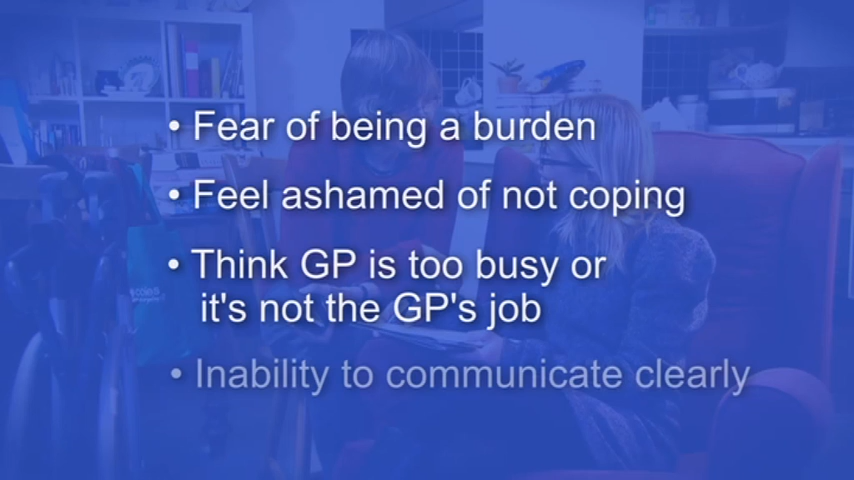 • Fear of being a burden
• Feel ashamed of not coping
• Think GP is too busy or
it's not the GP's job
• Inability to communicate clearly